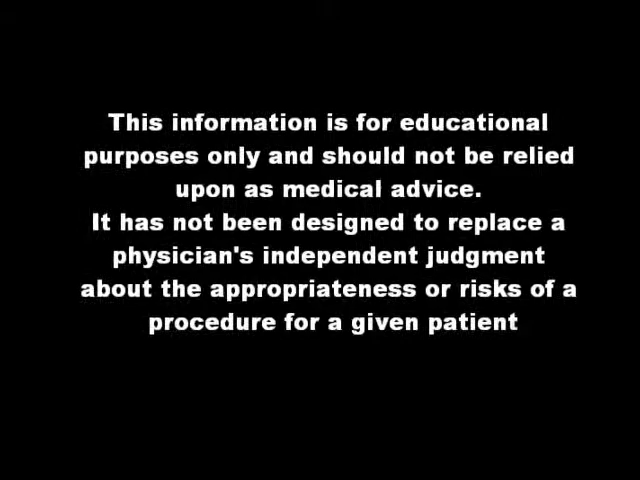 This information is for educational
purposes only and should not be relied
upon as medical advice.
It has not been designed to replace a
physician's independent judgment
about the appropriateness or risks of a
procedure for a given patient